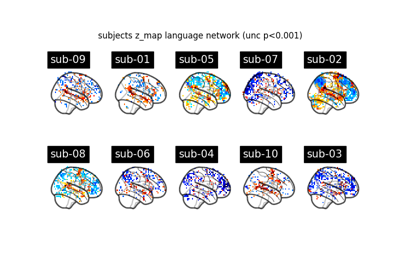 subjects z_map language network (unc p<0.001)
sub-09 sub-01 sub-05 sub-07 sub-02
sub-08 sub-06 sub-04 sub-10 sub-03